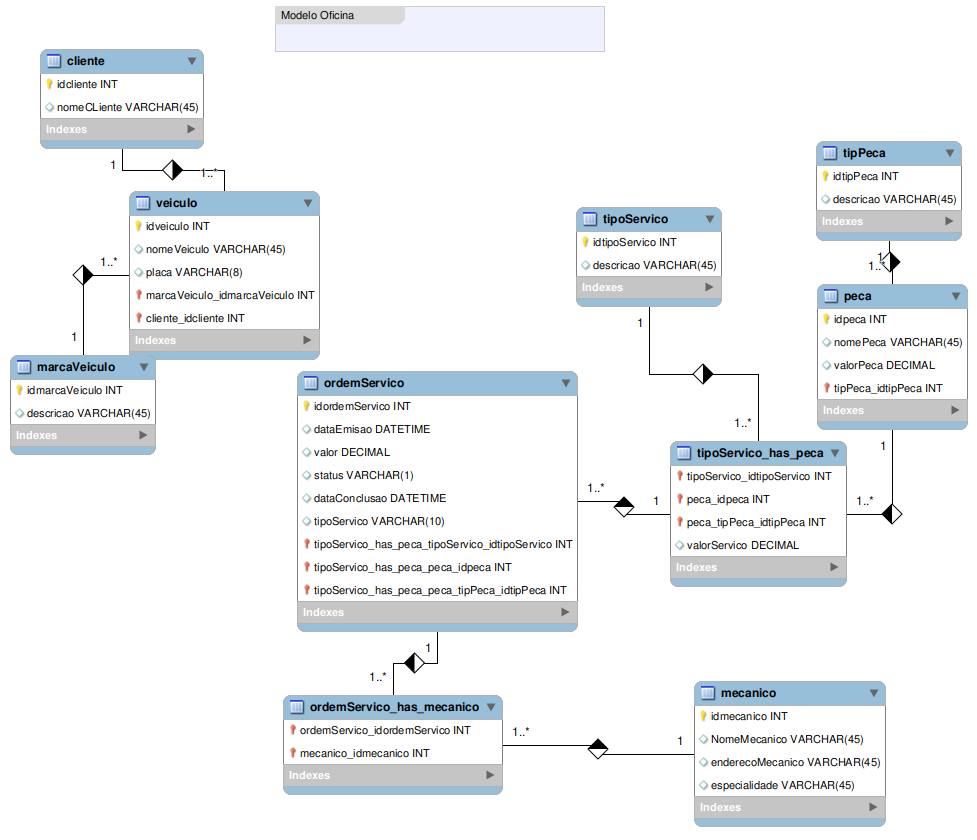 Modelo Oficina
cliente
idcliente INT
nomeCLiente VARCHAR(45)
Indexes
1
1..*
veiculo
idveiculo INT
nomeVeiculo VARCHAR(45)
placa VARCHAR(8)
marcaVeiculo_idmarcaVeiculo INT
cliente_idcliente INT
Indexes
1..*
1
marcaVeiculo
idmarcaVeiculo INT
descricao VARCHAR(45)
Indexes
tipPeca
idtipPeca INT
descricao VARCHAR(45)
Indexes
1
1..*
peca
idpeca INT
nomePeca VARCHAR(45)
valorPeca DECIMAL
tipPeca_idtipPeca INT
Indexes
1
1..*
tipoServico
idtipoServico INT
descricao VARCHAR(45)
Indexes
1
1..*
tipoServico_has_peca
tipoServico_idtipoServico INT
peca_idpeca INT
peca_tipPeca_idtipPeca INT
valorServico DECIMAL
Indexes
1..*
1
ordemServico
idordemServico INT
dataEmisao DATETIME
valor DECIMAL
status VARCHAR(1)
dataConclusao DATETIME
tipoServico VARCHAR(10)
tipoServico_has_peca_tipoServico_idtipoServico INT
tipoServico_has_peca_peca_idpeca INT
tipoServico_has_peca_peca_tipPeca_idtipPeca INT
Indexes
1
1..*
ordemServico_has_mecanico
ordemServico_idordemServico INT
mecanico_idmecanico INT
Indexes
1..*
1
mecanico
idmecanico INT
NomeMecanico VARCHAR(45)
enderecoMecanico VARCHAR(45)
especialidade VARCHAR(45)
Indexes